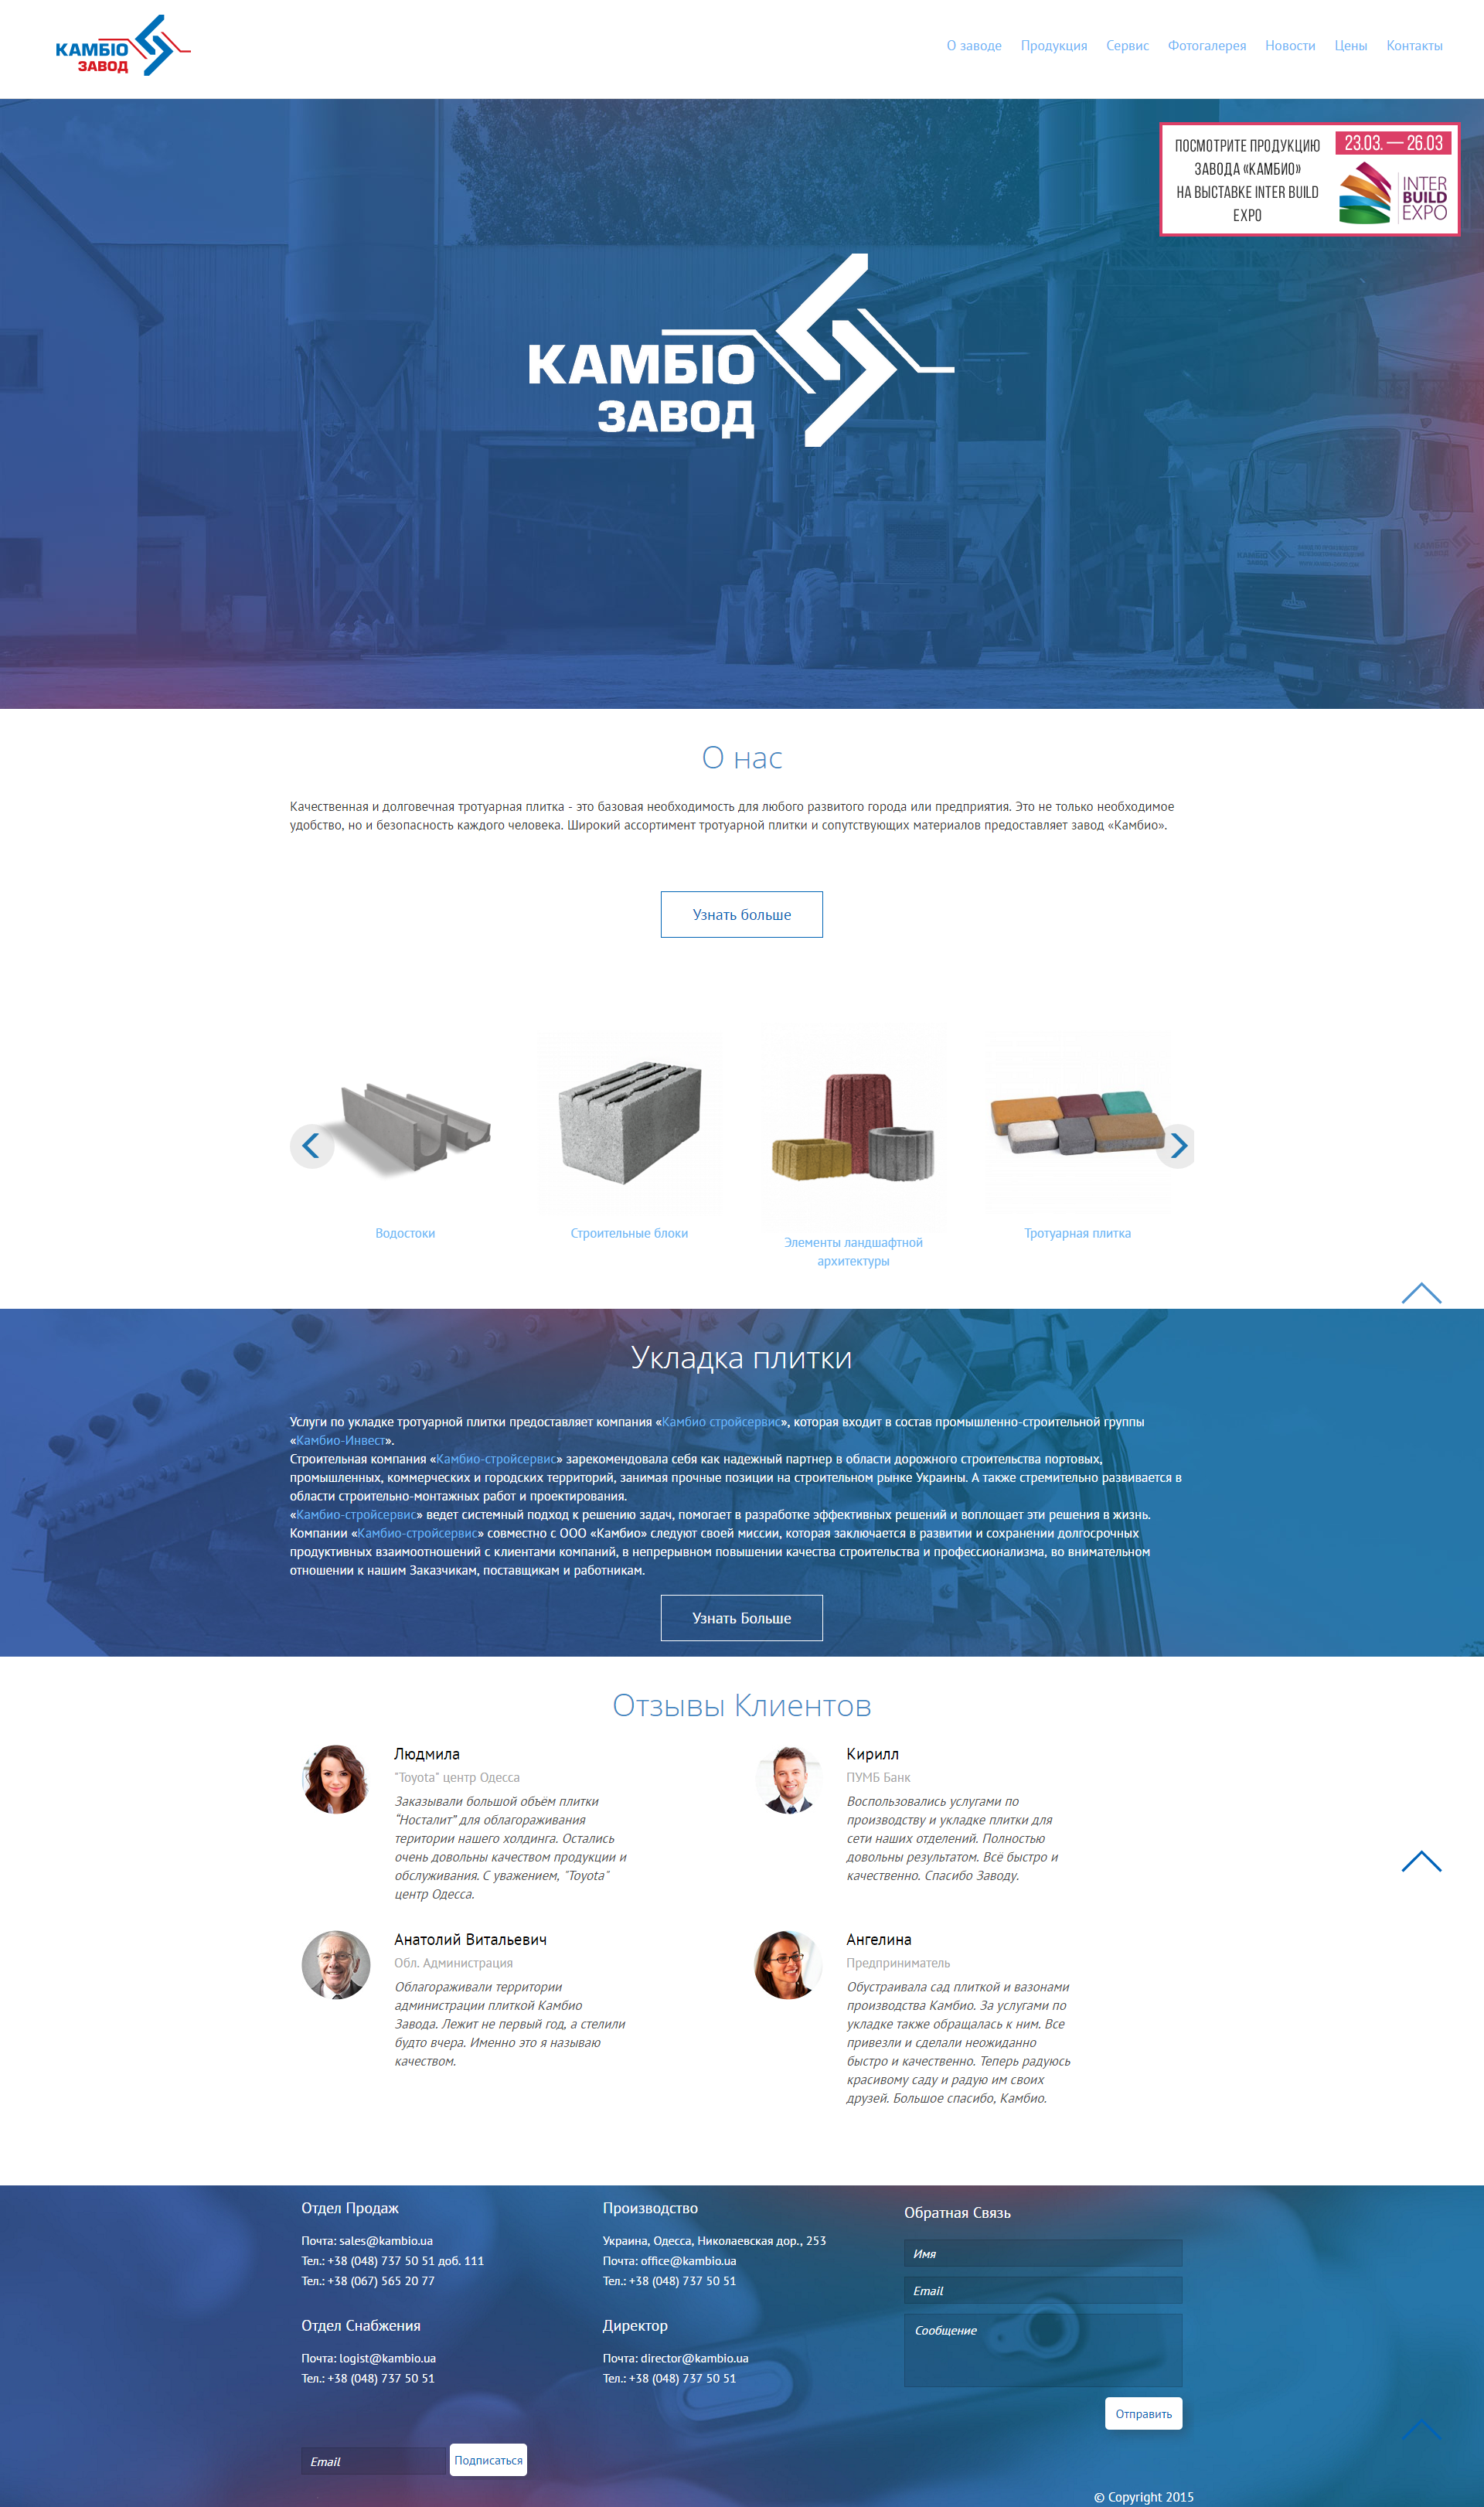 КАМБІО
ЗАВОД
О заводе Продукция Сервис Фотогалерея Новости Цены Контакты
ПОСМОТРИТЕ ПРОДУКЦИЮ
ЗАВОДА «КАМБИО»
НА ВЫСТАВКЕ INTER BUILD
EXPO
23.03. — 26.03
INTER
BUILD
EXPO
КАМБІО
ЗАВОД
КАМБІО
ЗАВОД
О нас
Качественная и долговечная тротуарная плитка - это базовая необходимость для любого развитого города или предприятия. Это не только необходимое
удобство, но и безопасность каждого человека. Широкий ассортимент тротуарной плитки и сопутствующих материалов предоставляет завод «Камбио».
Узнать больше
Водостоки
Строительные блоки
Элементы ландшафтной
архитектуры
Тротуарная плитка
Укладка плитки
Услуги по укладке тротуарной плитки предоставляет компания «Камбио стройсервис», которая входит в состав промышленно-строительной группы
«Камбио-Инвест».
Строительная компания «Камбио-стройсервис» зарекомендовала себя как надежный партнер в области дорожного строительства портовых,
промышленных, коммерческих и городских территорий, занимая прочные позиции на строительном рынке Украины. А также стремительно развивается в
области строительно-монтажных работ и проектирования.
«Камбио-стройсервис» ведет системный подход к решению задач, помогает в разработке эффективных решений и воплощает эти решения в жизнь.
Компании «Камбио-стройсервис» совместно с ООО «Камбио» следуют своей миссии, которая заключается в развитии и сохранении долгосрочных
продуктивных взаимоотношений с клиентами компаний, в непрерывном повышении качества строительства и профессионализма, во внимательном
отношении к нашим Заказчикам, поставщикам и работникам.
Узнать Больше
Отзывы Клиентов
Людмила
"Toyota" центр Одесса
Заказывали большой объём плитки
“Носталит” для облагораживания
територии нашего холдинга. Остались
очень довольны качеством продукции и
обслуживания. С уважением, "Toyota"
центр Одесса.
Кирилл
ПУМБ Банк
Воспользовались услугами по
производству и укладке плитки для
сети наших отделений. Полностью
довольны результатом. Всё быстро и
качественно. Спасибо Заводу.
Анатолий Витальевич
Обл. Администрация
Облагораживали территории
администрации плиткой Камбио
Завода. Лежит не первый год, а стелили
будто вчера. Именно это я называю
качеством.
Ангелина
Предприниматель
Обустраивала сад плиткой и вазонами
производства Камбио. За услугами по
укладке также обращалась к ним. Все
привезли и сделали неожиданно
быстро и качественно. Теперь радуюсь
красивому саду и радую им своих
друзей. Большое спасибо, Камбио.
Отдел Продаж
Почта: sales@kambio.ua
Тел.: +38 (048) 737 50 51 доб. 111
Тел.: +38 (067) 565 20 77
Отдел Снабжения
Почта: logist@kambio.ua
Тел.: +38 (048) 737 50 51
Email
Подписаться
Производство
Украина, Одесса, Николаевская дор., 253
Почта: office@kambio.ua
Тел.: +38 (048) 737 50 51
Директор
Почта: director@kambio.ua
Тел.: +38 (048) 737 50 51
Обратная Связь
Имя
Email
Сообщение
Отправить
© Copyright 2015